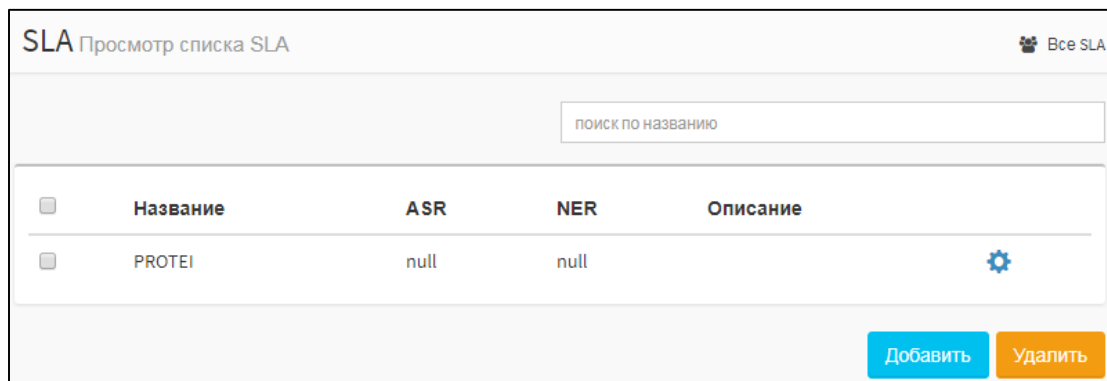 SLA Просмотр списка SLA Все SLA
поиск по названию
Название ASR NER Описание
PROTEI null null
Добавить Удалить